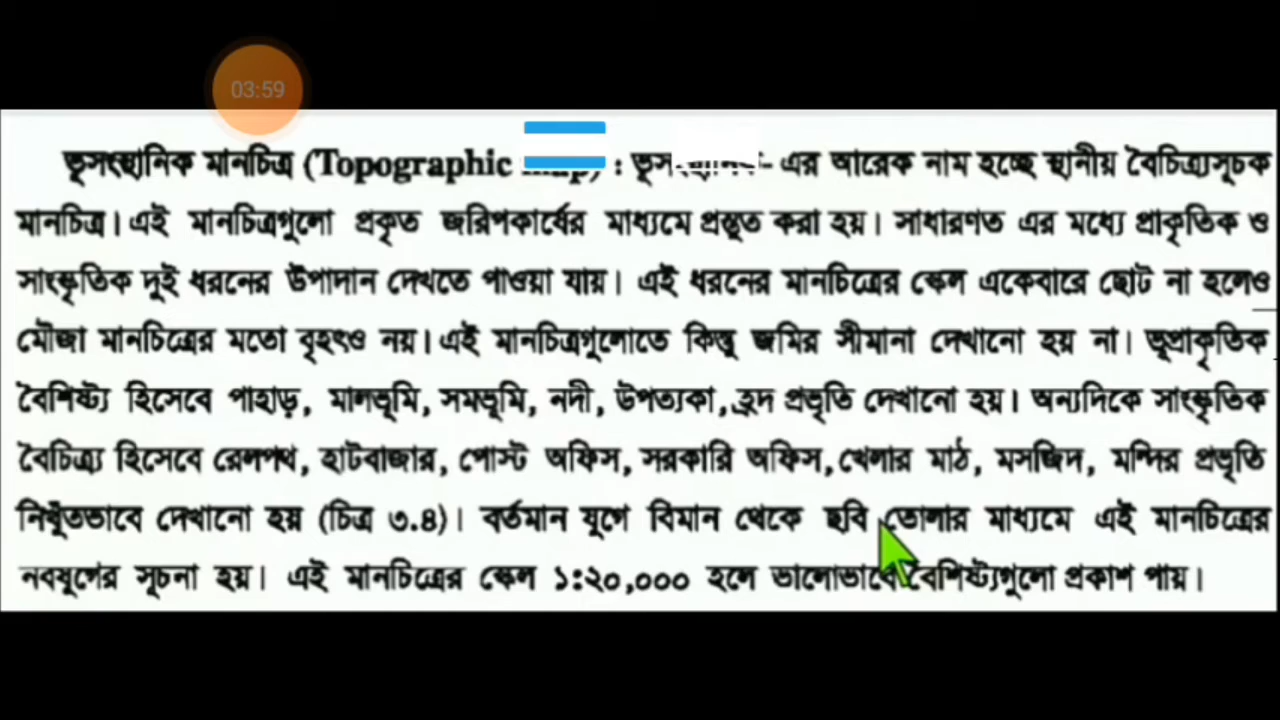 03:59
ভূসংস্থানিক মানচিত্র (Topographic : এর আরেক নাম হচ্ছে স্থানীয় বৈচিত্র্যসূচক
মানচিত্র। এই মানচিত্রগুলো প্রকৃত জরিপকার্যের মাধ্যমে প্রস্তুত করা হয়। সাধারণত এর মধ্যে প্রাকৃতিক ও
সাংস্কৃতিক দুই ধরনের উপাদান দেখতে পাওয়া যায়। এই ধরনের মানচিত্রের স্কেল একেবারে ছোট না হলেও
মৌজা মানচিত্রের মতো বৃহৎও নয়। এই মানচিত্রগুলোতে কিন্তু জমির সীমানা দেখানো হয় না। ভূপ্রাকৃতিক
বৈশিষ্ট্য হিসেবে পাহাড়, মালভূমি, সমভূমি, নদী, উপত্যকা, হ্রদ প্রভৃতি দেখানো হয়। অন্যদিকে সাংস্কৃতিক
বৈচিত্র্য হিসেবে রেলপথ, হাটবাজার, পোস্ট অফিস, সরকারি অফিস, খেলার মাঠ, মসজিদ, মন্দির প্রভৃতি
নিখুঁতভাবে দেখানো হয় (চিত্র ৩.৪)। বর্তমান যুগে বিমান থেকে ছবি তোলার মাধ্যমে এই মানচিত্রের
নবযুগের সূচনা হয়। এই মানচিত্রের স্কেল ১:২০,০০০ হলে ভালোভাবে বৈশিষ্ট্যগুলো প্রকাশ পায়।